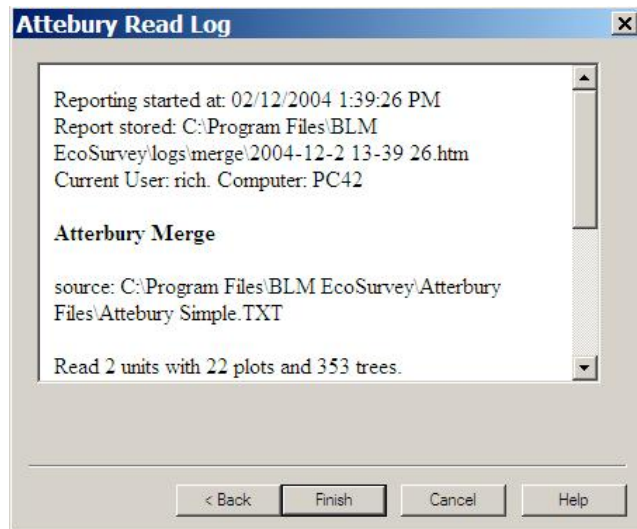 Attebury Read Log
Reporting started at: 02/12/2004 1:39:26 PM
Report stored: C:\Program Files\BLM
EcoSurvey\logs\merge\2004-12-2 13-39 26.htm
Current User: rich. Computer: PC42
Atterbury Merge
source: C:\Program Files\BLM EcoSurvey\Atterbury
Files\Attebury Simple.TXT
Read 2 units with 22 plots and 353 trees.
< Back Finish Cancel Help